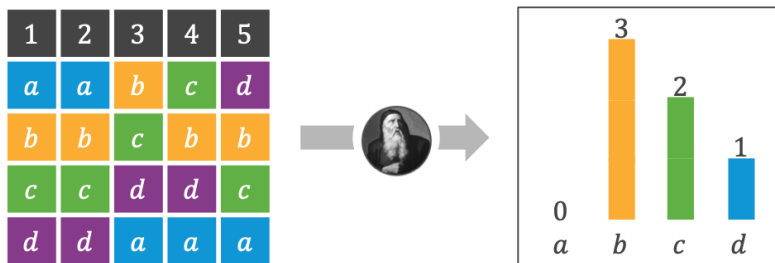 1 2 3 4 5
a a b c d
b b c b b
c c d d c
d d a a a
3
2
1
0
a b c d